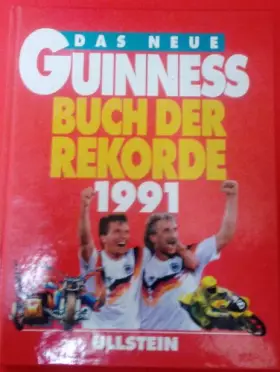 DAS NEUE
GUINNESS
BUCH DER
REKORDE
1991
ULLSTEIN